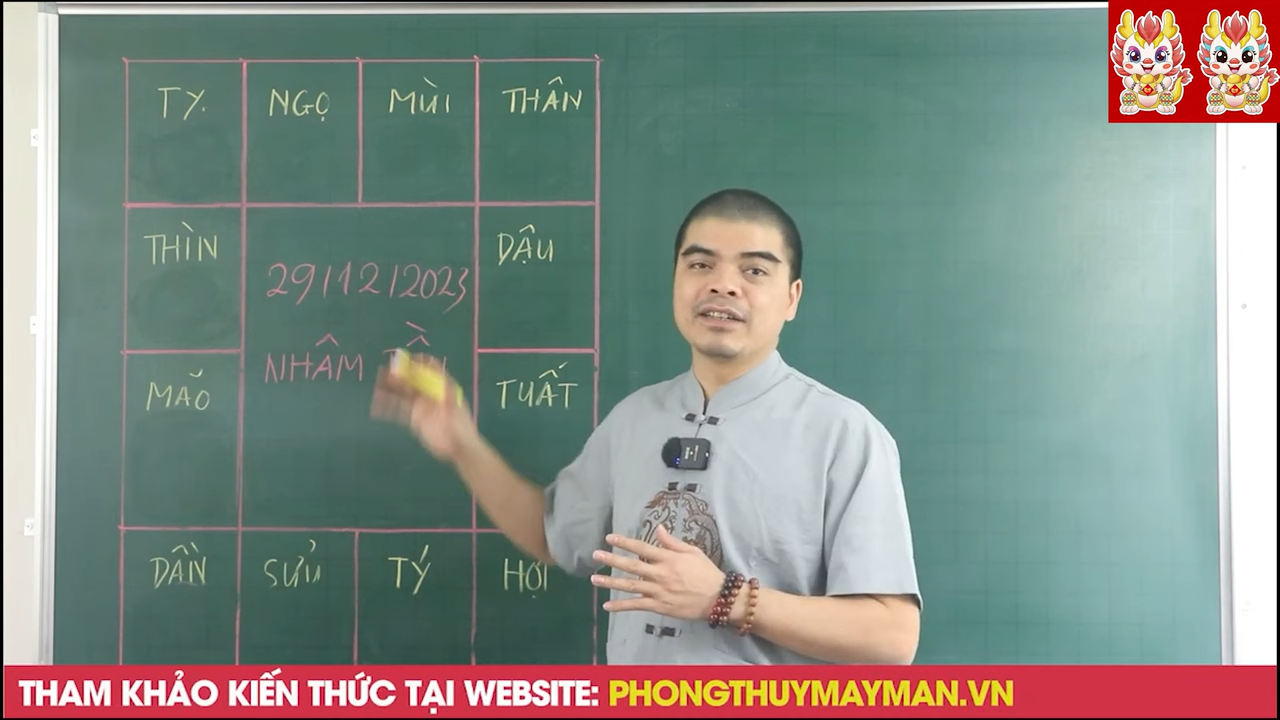 TỴ.
NGỌ
MÙI
THÂN
THÌN
DẬU
29/12/2023
NHÂM
MÃO
TUẤT
DẦN
SỬU
TÝ
HỢI
THAM KHẢO KIẾN THỨC TẠI WEBSITE: PHONGTHUYMAYMAN.VN